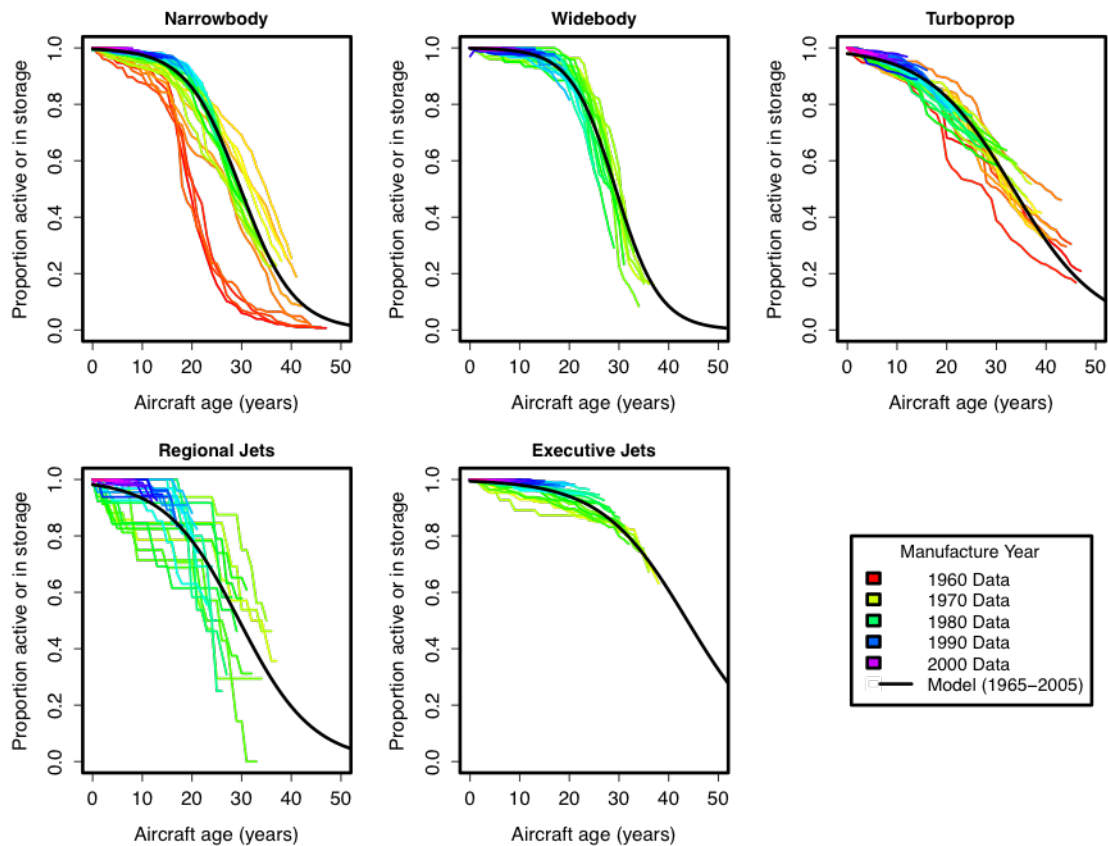 Narrowbody
Proportion active or in storage
1.0
0.8
0.6
0.4
0.2
0.0
0 10 20 30 40 50
Aircraft age (years)
Widebody
Proportion active or in storage
1.0
0.8
0.6
0.4
0.2
0.0
0 10 20 30 40 50
Aircraft age (years)
Turboprop
Proportion active or in storage
1.0
0.8
0.6
0.4
0.2
0.0
0 10 20 30 40 50
Aircraft age (years)
Regional Jets
Proportion active or in storage
1.0
0.8
0.6
0.4
0.2
0.0
0 10 20 30 40 50
Aircraft age (years)
Executive Jets
Proportion active or in storage
1.0
0.8
0.6
0.4
0.2
0.0
0 10 20 30 40 50
Aircraft age (years)
Manufacture Year
1960 Data
1970 Data
1980 Data
1990 Data
2000 Data
Model (1965−2005)